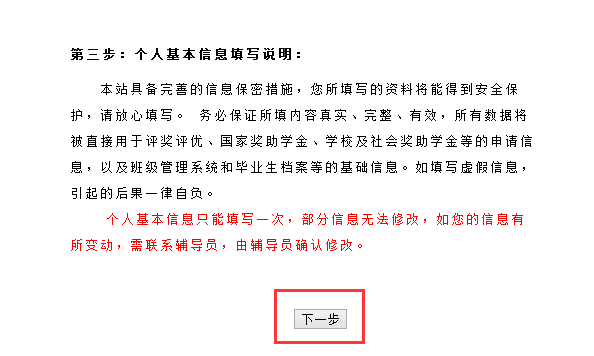 第三步：个人基本信息填写说明：
本站具备完善的信息保密措施，您所填写的资料将能得到安全保
护，请放心填写。 务必保证所填内容真实、完整、有效，所有数据将
被直接用于评奖评优、国家奖助学金、学校及社会奖助学金等的申请信
息，以及班级管理系统和毕业生档案等的基础信息。如填写虚假信息，
引起的后果一律自负。
个人基本信息只能填写一次，部分信息无法修改，如您的信息有
所变动，需联系辅导员，由辅导员确认修改。
下一步